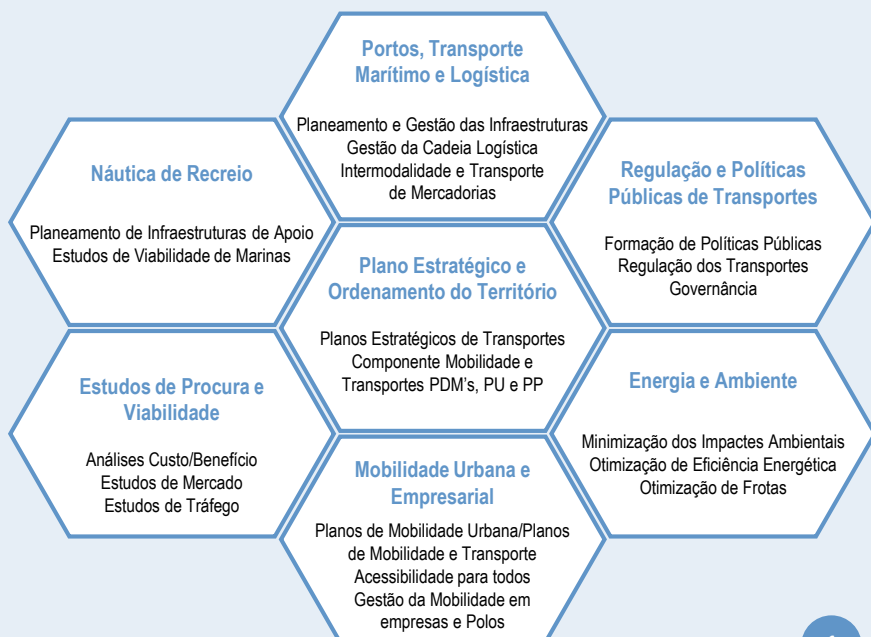 Portos, Transporte
Marítimo e Logística
Planeamento e Gestão das Infraestruturas
Gestão da Cadeia Logística
Intermodalidade e Transporte
de Mercadorias
Náutica de Recreio
Planeamento de Infraestruturas de Apoio
Estudos de Viabilidade de Marinas
Regulação e Políticas
Públicas de Transportes
Formação de Políticas Públicas
Regulação dos Transportes
Governância
Plano Estratégico e
Ordenamento do Território
Planos Estratégicos de Transportes
Componente Mobilidade e
Transportes PDM's, PU e PP
Estudos de Procura e
Viabilidade
Análises Custo/Benefício
Estudos de Mercado
Estudos de Tráfego
Energia e Ambiente
Minimização dos Impactes Ambientais
Otimização de Eficiência Energética
Otimização de Frotas
Mobilidade Urbana e
Empresarial
Planos de Mobilidade Urbana/Planos
de Mobilidade e Transporte
Acessibilidade para todos
Gestão da Mobilidade em
empresas e Polos